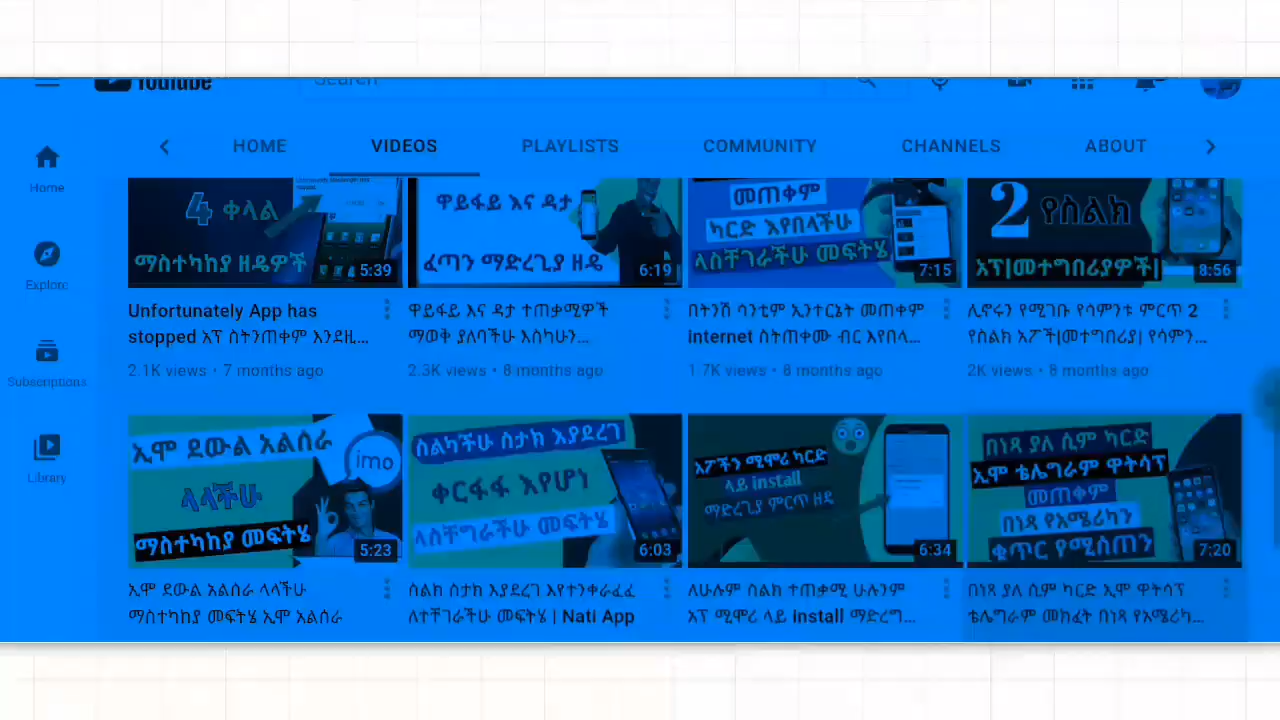 YouTube
Search
HOME
VIDEOS
PLAYLISTS
COMMUNITY
CHANNELS
ABOUT
Home
Explore
Subscriptions
Library
4 ቀላል
ማስተካከያ ዘዴዎች
5:39
Unfortunately App has
stopped አፕ ስትንጠቀም እንደዚ...
2.1K views • 7 months ago
ዋይፋይ እና ዳታ
ፈጣን ማድረጊያ ዘዴ
6:19
ዋይፋይ እና ዳታ ተጠቃሚዎች
ማወቅ ያለባችሁ እስካሁን...
2.3K views • 8 months ago
መጠቀም
ካርድ እየበላችሁ
ላስቸገራችሁ መፍትሄ
7:15
በትንሽ ሳንቲም ኢንተርኔት መጠቀም
internet ስትጠቀሙ ብር እየበላ...
1.7K views • 8 months ago
2 የስልክ
አፕ|መተግበሪያዎች|
8:56
ሊኖሩን የሚገቡ የሳምንቱ ምርጥ 2
የስልክ አፖች|መተግበሪያ| የሳምን...
2K views • 8 months ago
ኢሞ ደውል አልሰራ
imo
ላላችሁ
ማስተካከያ መፍትሄ
5:23
ኢሞ ደውል አልሰራ ላላችሁ
ማስተካከያ መፍትሄ ኢሞ አልሰራ
ስልካችሁ ስታክ እያደረገ
ቀርፋፋ እየሆነ
ላስቸግራችሁ መፍትሄ
6:03
ስልክ ስታክ እያደረገ እየተንቀራፈፈ
ለተቸገራችሁ መፍትሄ | Nati App
አፖችን ሚሞሪ ካርድ
ላይ install
ማድረጊያ ምርጥ ዘዴ
6:34
ለሁሉም ስልክ ተጠቃሚ ሁሉንም
አፕ ሚሞሪ ላይ install ማድረግ...
በነጻ ያለ ሲም ካርድ
ኢሞ ቴሌግራም ዋትሳፕ
መጠቀም
በነጻ የአሜሪካን
ቁጥር የሚሰጠን
7:20
በነጻ ያለ ሲም ካርድ ኢሞ ዋትሳፕ
ቴሌግራም መክፈት በነጻ የአሜሪካ...